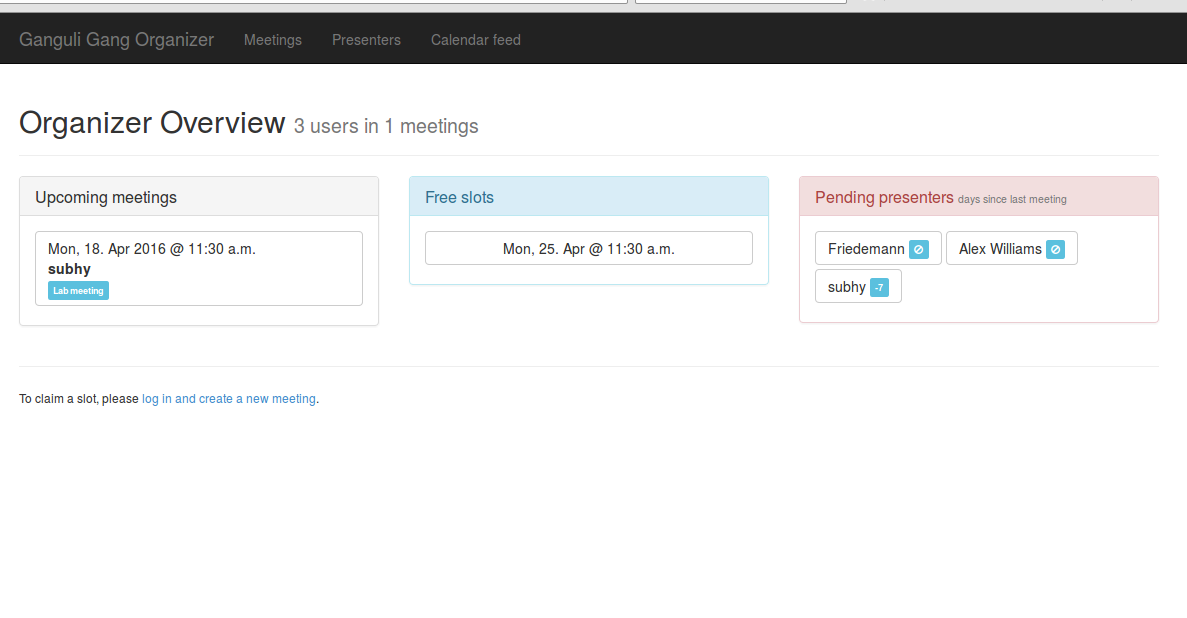 Ganguli Gang Organizer Meetings Presenters Calendar feed
Organizer Overview 3 users in 1 meetings
Upcoming meetings
Mon, 18. Apr 2016 @ 11:30 a.m.
subhy
Lab meeting
Free slots
Mon, 25. Apr @ 11:30 a.m.
Pending presenters days since last meeting
Friedemann Alex Williams
subhy -7
To claim a slot, please log in and create a new meeting.